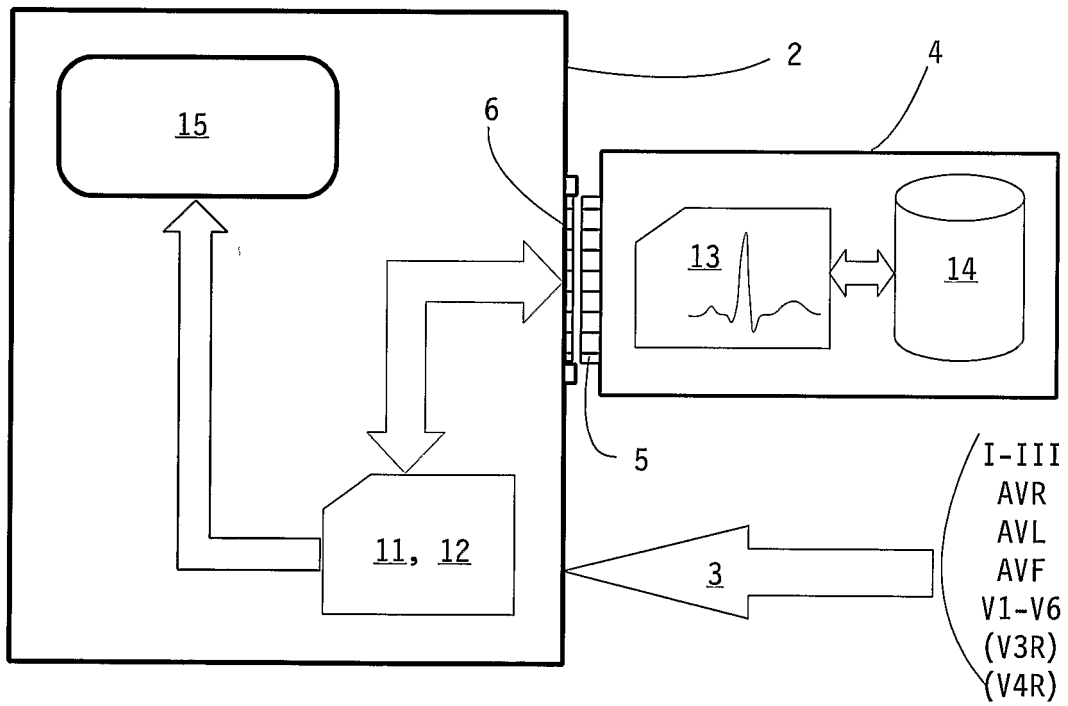 2
4
6
15
13
14
5
I-III
AVR
AVL
AVF
V1-V6
(V3R)
(V4R)
11, 12
3